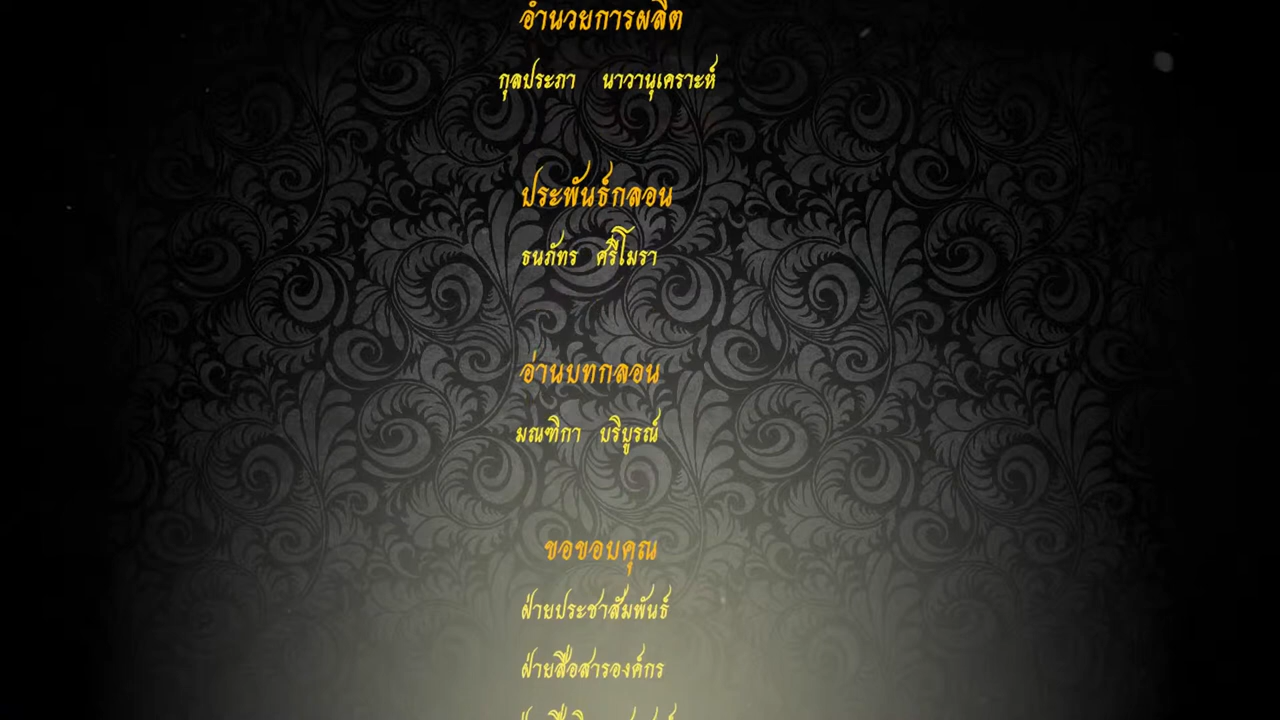 อำนวยการผลิต
กุลประภา นาวานุเคราะห์
ประพันธ์กลอน
ธนภัทร ศรีโมรา
อ่านบทกลอน
มณฑิกา บริบูรณ์
ขอขอบคุณ
ฝ่ายประชาสัมพันธ์
ฝ่ายสื่อสารองค์กร